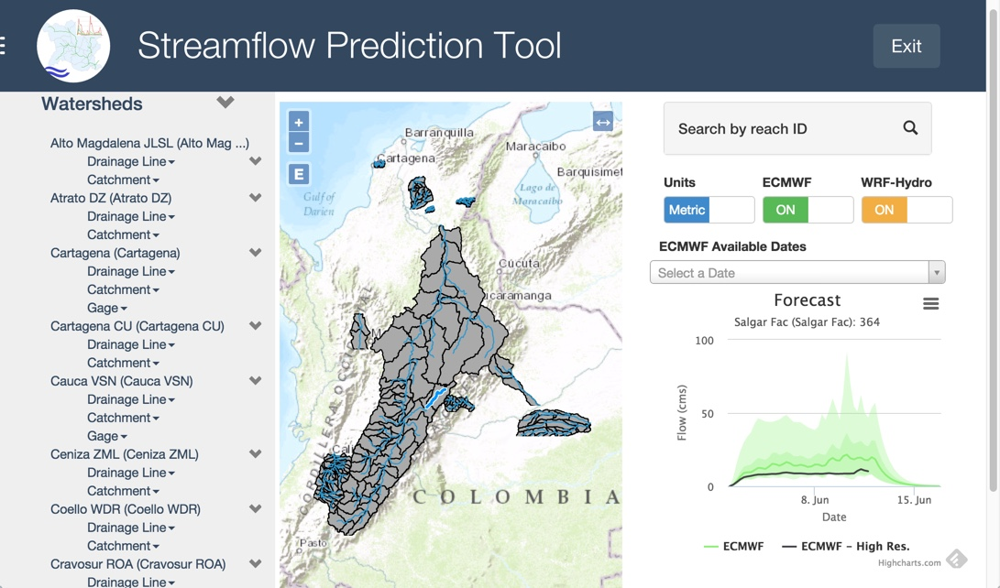 Streamflow Prediction Tool
Exit
Watersheds
Alto Magdalena JLSL (Alto Mag ...)
Drainage Line
Catchment
Atrato DZ (Atrato DZ)
Drainage Line
Catchment
Cartagena (Cartagena)
Drainage Line
Catchment
Gage
Cartagena CU (Cartagena CU)
Drainage Line
Catchment
Cauca VSN (Cauca VSN)
Drainage Line
Catchment
Gage
Ceniza ZML (Ceniza ZML)
Drainage Line
Catchment
Coello WDR (Coello WDR)
Drainage Line
Catchment
Cravosur ROA (Cravosur ROA)
Drainage Line
+
−
E
Barranquilla
Cartagena
Maracaibo
Barquisimet
Lago de
Maracaibo
Gulf of
Darien
Cúcuta
ucaramanga
M
Cali
COLOMBIA
Pasto
Search by reach ID
Units
ECMWF
WRF-Hydro
Metric
ON
ON
ECMWF Available Dates
Select a Date
Forecast
Salgar Fac (Salgar Fac): 364
Flow (cms)
100
50
0
8. Jun
15. Jun
Date
ECMWF
ECMWF - High Res.
Highcharts.com